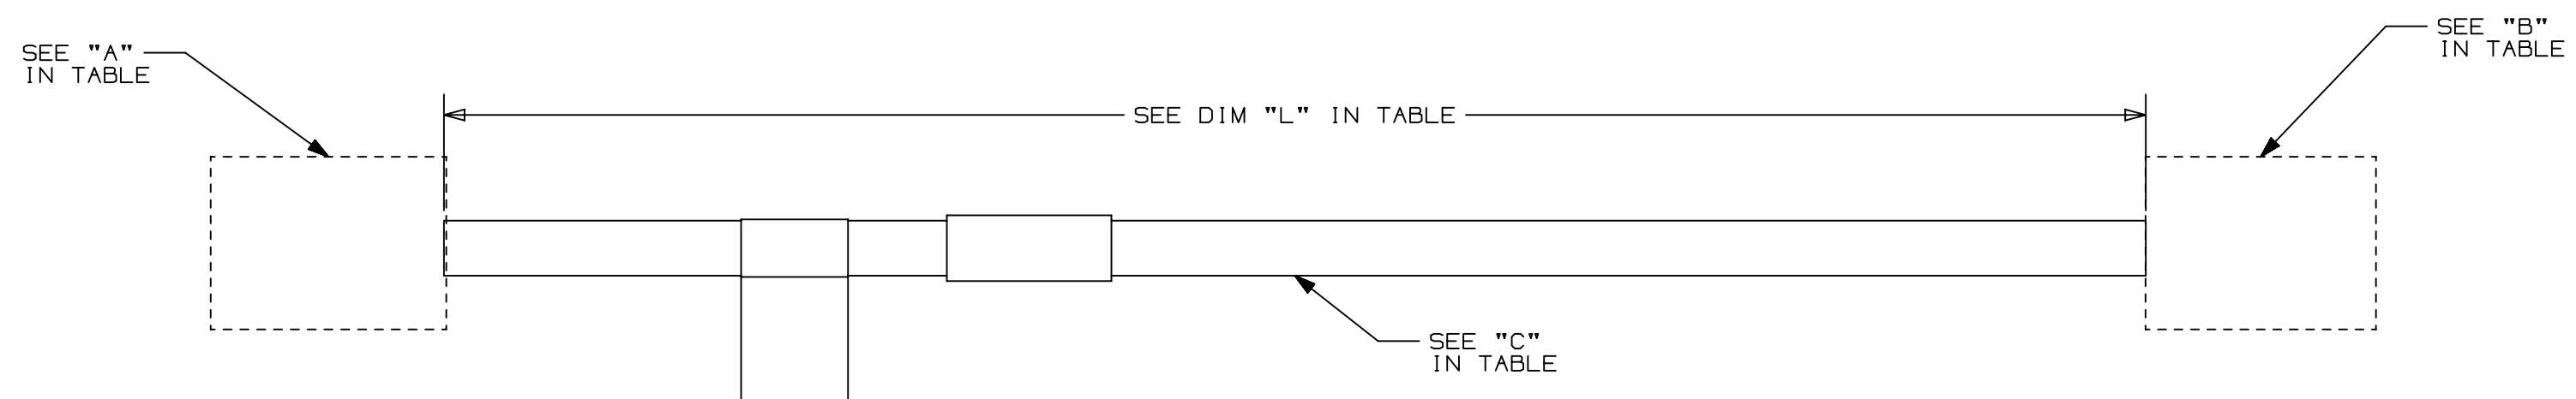 SEE "A"
IN TABLE
SEE "B"
IN TABLE
SEE DIM "L" IN TABLE
SEE "C"
IN TABLE